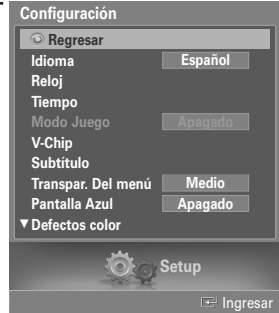 Configuración
Regresar
Idioma Español
Reloj
Tiempo
Modo Juego Apagado
V-Chip
Subtítulo
Transpar. Del menú Medio
Pantalla Azul Apagado
▼Defectos color
Setup
Ingresar